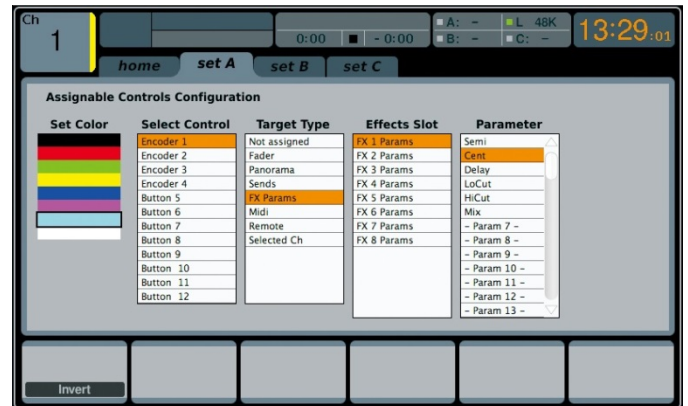 Ch
1
0:00 - 0:00
A: - L 48K
B: - C: -
13:29:01
home set A set B set C
Assignable Controls Configuration
Set Color Select Control Target Type Effects Slot Parameter
Encoder 1 Not assigned FX 1 Params Semi
Encoder 2 Fader FX 2 Params Cent
Encoder 3 Panorama FX 3 Params Delay
Encoder 4 Sends FX 4 Params LoCut
Button 5 FX Params FX 5 Params HiCut
Button 6 Midi FX 6 Params Mix
Button 7 Remote FX 7 Params - Param 7 -
Button 8 Selected Ch FX 8 Params - Param 8 -
Button 9 - Param 9 -
Button 10 - Param 10 -
Button 11 - Param 11 -
Button 12 - Param 12 -
- Param 13 -
Invert